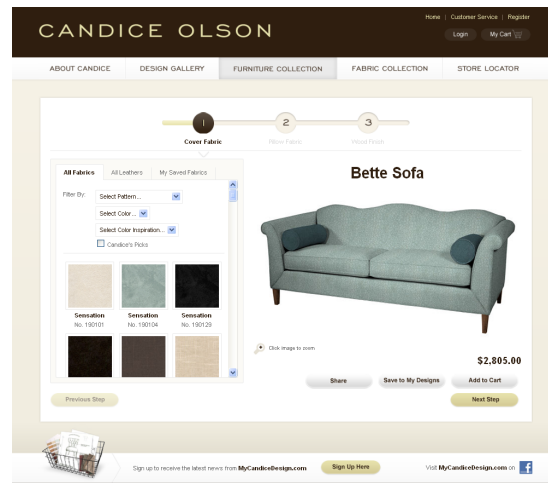 Home | Customer Service | Register
CANDICE OLSON
Login My Cart
ABOUT CANDICE DESIGN GALLERY FURNITURE COLLECTION FABRIC COLLECTION STORE LOCATOR
1 2 3
Cover Fabric Pillow Fabric Wood Finish
All Fabrics All Leathers My Saved Fabrics
Bette Sofa
Filter By: Select Pattern...
Select Color...
Select Color Inspiration...
Candice's Picks
Sensation Sensation Sensation
No. 190101 No. 190104 No. 190129
Click image to zoom
$2,805.00
Share Save to My Designs Add to Cart
Previous Step Next Step
Sign up to receive the latest news from MyCandiceDesign.com Sign Up Here Visit MyCandiceDesign.com on f